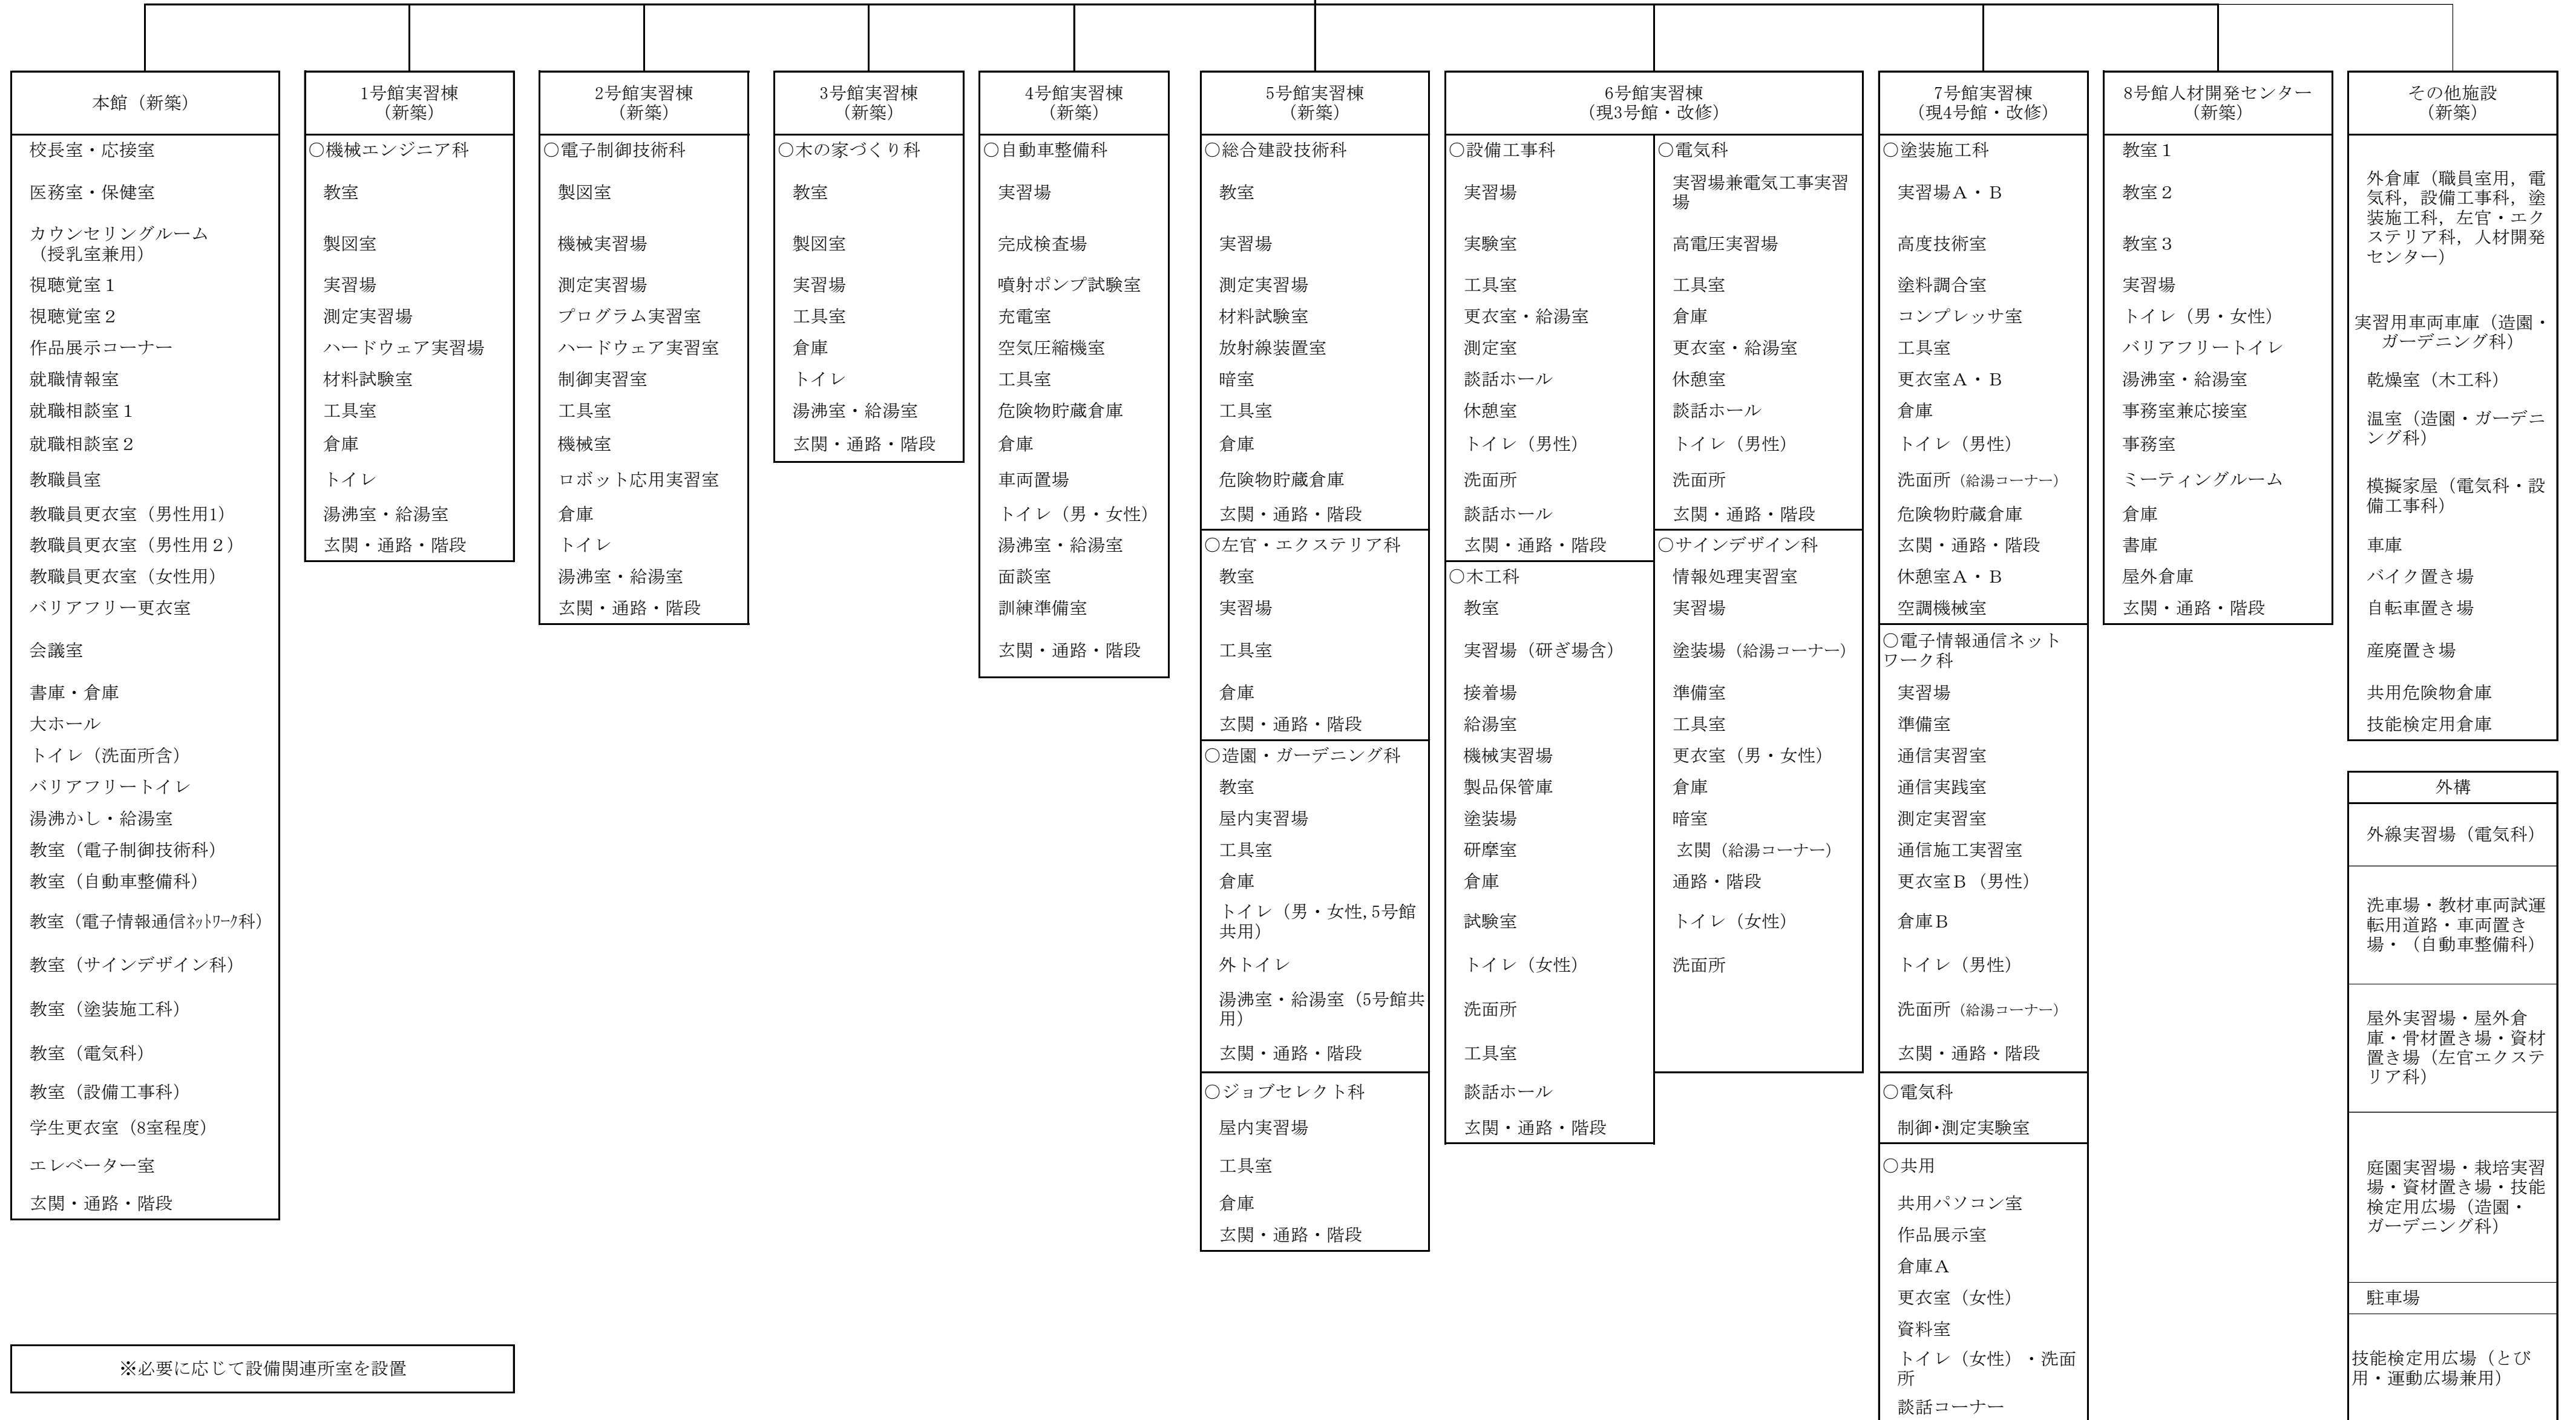 本館（新築）
校長室・応接室
医務室・保健室
カウンセリングルーム
（授乳室兼用）
視聴覚室１
視聴覚室２
作品展示コーナー
就職情報室
就職相談室１
就職相談室２
教職員室
教職員更衣室（男性用1）
教職員更衣室（男性用２）
教職員更衣室（女性用）
バリアフリー更衣室
会議室
書庫・倉庫
大ホール
トイレ（洗面所含）
バリアフリートイレ
湯沸かし・給湯室
教室（電子制御技術科）
教室（自動車整備科）
教室（電子情報通信ﾈｯﾄﾜｰｸ科）
教室（サインデザイン科）
教室（塗装施工科）
教室（電気科）
教室（設備工事科）
学生更衣室（8室程度）
エレベーター室
玄関・通路・階段
※必要に応じて設備関連所室を設置
1号館実習棟
（新築）
○機械エンジニア科
教室
製図室
実習場
測定実習場
ハードウェア実習場
材料試験室
工具室
倉庫
トイレ
湯沸室・給湯室
玄関・通路・階段
2号館実習棟
（新築）
○電子制御技術科
製図室
機械実習場
測定実習場
プログラム実習室
ハードウェア実習室
制御実習室
工具室
機械室
ロボット応用実習室
倉庫
トイレ
湯沸室・給湯室
玄関・通路・階段
3号館実習棟
（新築）
○木の家づくり科
教室
製図室
実習場
工具室
倉庫
トイレ
湯沸室・給湯室
玄関・通路・階段
4号館実習棟
（新築）
○自動車整備科
実習場
完成検査場
噴射ポンプ試験室
充電室
空気圧縮機室
工具室
危険物貯蔵倉庫
倉庫
車両置場
トイレ（男・女性）
湯沸室・給湯室
面談室
訓練準備室
玄関・通路・階段
5号館実習棟
（新築）
○総合建設技術科
教室
実習場
測定実習場
材料試験室
放射線装置室
暗室
工具室
倉庫
危険物貯蔵倉庫
玄関・通路・階段
○左官・エクステリア科
教室
実習場
工具室
倉庫
玄関・通路・階段
○造園・ガーデニング科
教室
屋内実習場
工具室
倉庫
トイレ（男・女性,5号館
共用）
外トイレ
湯沸室・給湯室（5号館共
用）
玄関・通路・階段
○ジョブセレクト科
屋内実習場
工具室
倉庫
玄関・通路・階段
6号館実習棟
（現3号館・改修）
○設備工事科
実習場
実験室
工具室
更衣室・給湯室
測定室
談話ホール
休憩室
トイレ（男性）
洗面所
談話ホール
玄関・通路・階段
○木工科
教室
実習場（研ぎ場含）
接着場
給湯室
機械実習場
製品保管庫
塗装場
研摩室
倉庫
試験室
トイレ（女性）
洗面所
工具室
談話ホール
玄関・通路・階段
○電気科
実習場兼電気工事実習
場
高電圧実習場
工具室
倉庫
更衣室・給湯室
休憩室
談話ホール
トイレ（男性）
洗面所
玄関・通路・階段
○サインデザイン科
情報処理実習室
実習場
塗装場（給湯コーナー）
準備室
工具室
更衣室（男・女性）
倉庫
暗室
玄関（給湯コーナー）
通路・階段
トイレ（女性）
洗面所
7号館実習棟
（現4号館・改修）
○塗装施工科
実習場Ａ・Ｂ
高度技術室
塗料調合室
コンプレッサ室
工具室
更衣室Ａ・Ｂ
倉庫
トイレ（男性）
洗面所（給湯コーナー）
危険物貯蔵倉庫
玄関・通路・階段
休憩室Ａ・Ｂ
空調機械室
○電子情報通信ネット
ワーク科
実習場
準備室
通信実習室
通信実践室
測定実習室
通信施工実習室
更衣室Ｂ（男性）
倉庫Ｂ
トイレ（男性）
洗面所（給湯コーナー）
玄関・通路・階段
○電気科
制御･測定実験室
○共用
共用パソコン室
作品展示室
倉庫Ａ
更衣室（女性）
資料室
トイレ（女性）・洗面
所
談話コーナー
8号館人材開発センター
（新築）
教室１
教室２
教室３
実習場
トイレ（男・女性）
バリアフリートイレ
湯沸室・給湯室
事務室兼応接室
事務室
ミーティングルーム
倉庫
書庫
屋外倉庫
玄関・通路・階段
その他施設
（新築）
外倉庫（職員室用，電
気科，設備工事科，塗
装施工科，左官・エク
ステリア科，人材開発
センター）
実習用車両車庫（造園・
ガーデニング科）
乾燥室（木工科）
温室（造園・ガーデニ
ング科）
模擬家屋（電気科・設
備工事科）
車庫
バイク置き場
自転車置き場
産廃置き場
共用危険物倉庫
技能検定用倉庫
外構
外線実習場（電気科）
洗車場・教材車両試運
転用道路・車両置き
場・（自動車整備科）
屋外実習場・屋外倉
庫・骨材置き場・資材
置き場（左官エクステ
リア科）
庭園実習場・栽培実習
場・資材置き場・技能
検定用広場（造園・
ガーデニング科）
駐車場
技能検定用広場（とび
用・運動広場兼用）